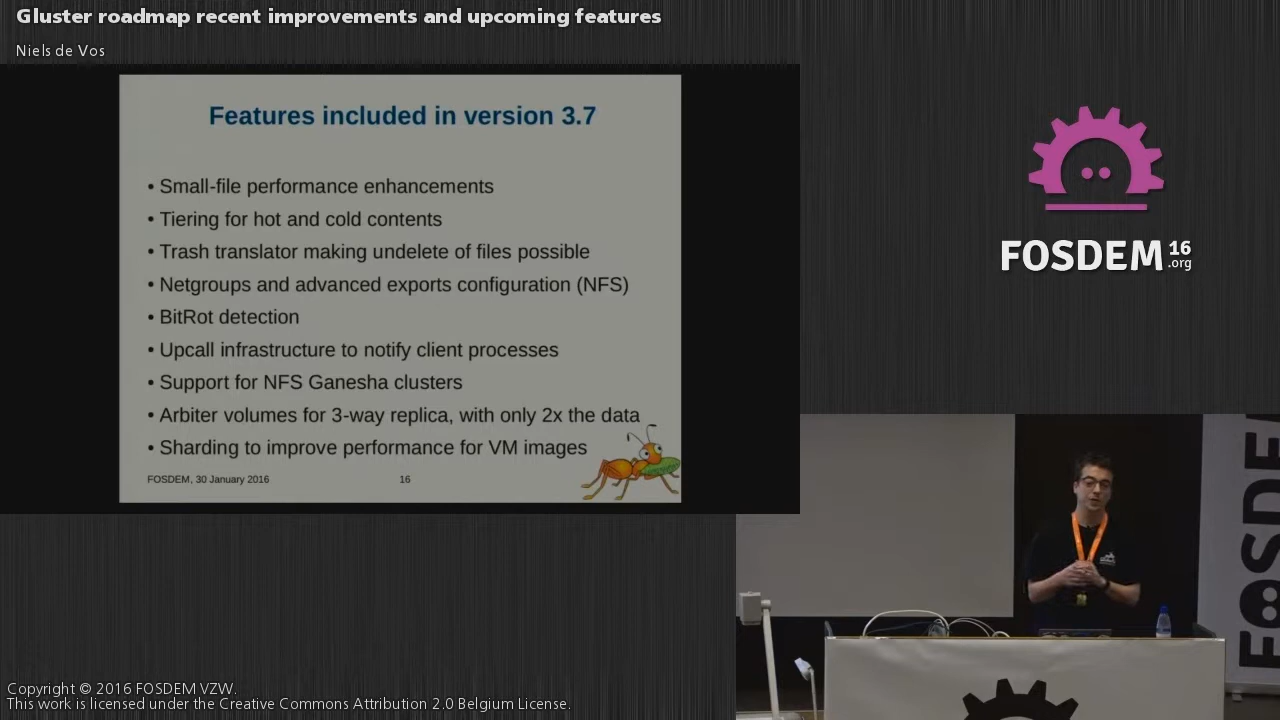 Gluster roadmap recent improvements and upcoming features
Niels de Vos
Features included in version 3.7
• Small-file performance enhancements
• Tiering for hot and cold contents
• Trash translator making undelete of files possible
• Netgroups and advanced exports configuration (NFS)
• BitRot detection
• Upcall infrastructure to notify client processes
• Support for NFS Ganesha clusters
• Arbiter volumes for 3-way replica, with only 2x the data
• Sharding to improve performance for VM images
FOSDEM, 30 January 2016
16
FOSDEM 16
.org
FOSDE
Copyright © 2016 FOSDEM VZW.
This work is licensed under the Creative Commons Attribution 2.0 Belgium License.